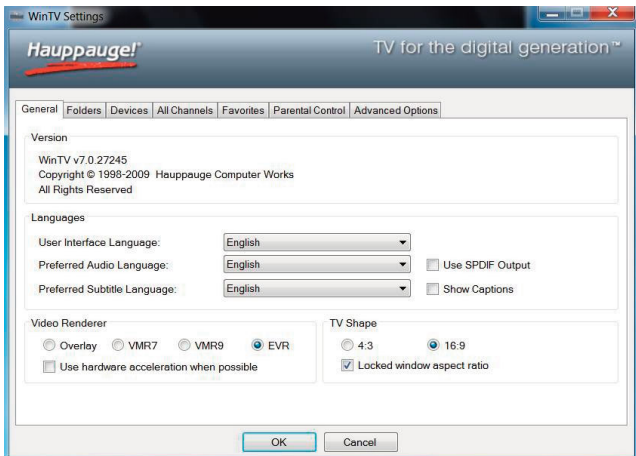 WinTV Settings
Hauppauge!
TV for the digital generation™
General Folders Devices All Channels Favorites Parental Control Advanced Options
Version
WinTV v7.0.27245
Copyright © 1998-2009 Hauppauge Computer Works
All Rights Reserved
Languages
User Interface Language: English
Preferred Audio Language: English Use SPDIF Output
Preferred Subtitle Language: English Show Captions
Video Renderer
Overlay VMR7 VMR9 EVR
Use hardware acceleration when possible
TV Shape
4:3 16:9
Locked window aspect ratio
OK Cancel